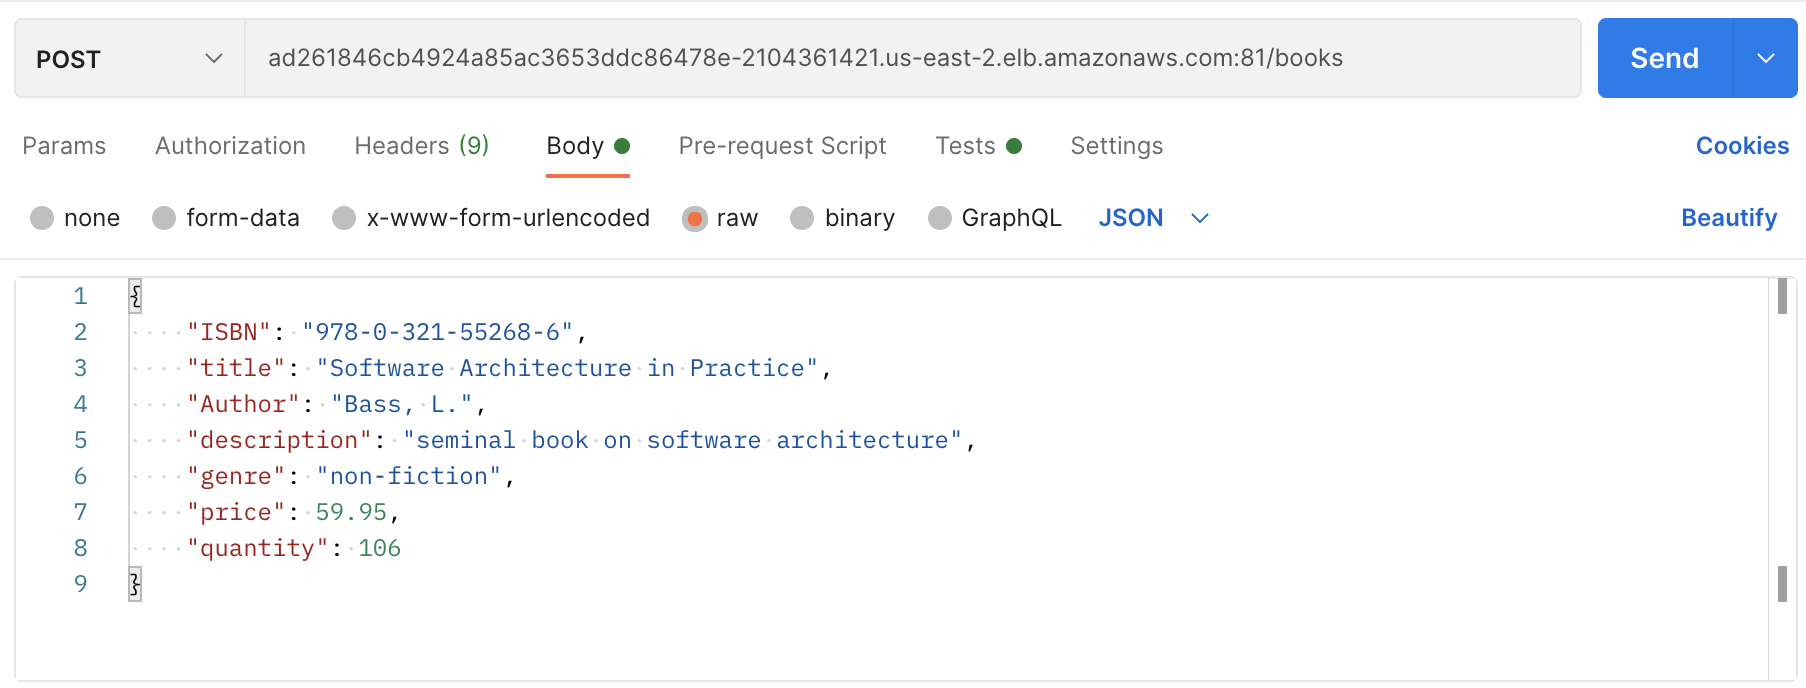 POST ad261846cb4924a85ac3653ddc86478e-2104361421.us-east-2.elb.amazonaws.com:81/books Send
Params Authorization Headers (9) Body Pre-request Script Tests Settings Cookies
none form-data x-www-form-urlencoded raw binary GraphQL JSON Beautify
1 {
2 "ISBN": "978-0-321-55268-6",
3 "title": "Software Architecture in Practice",
4 "Author": "Bass, L.",
5 "description": "seminal book on software architecture",
6 "genre": "non-fiction",
7 "price": 59.95,
8 "quantity": 106
9 }